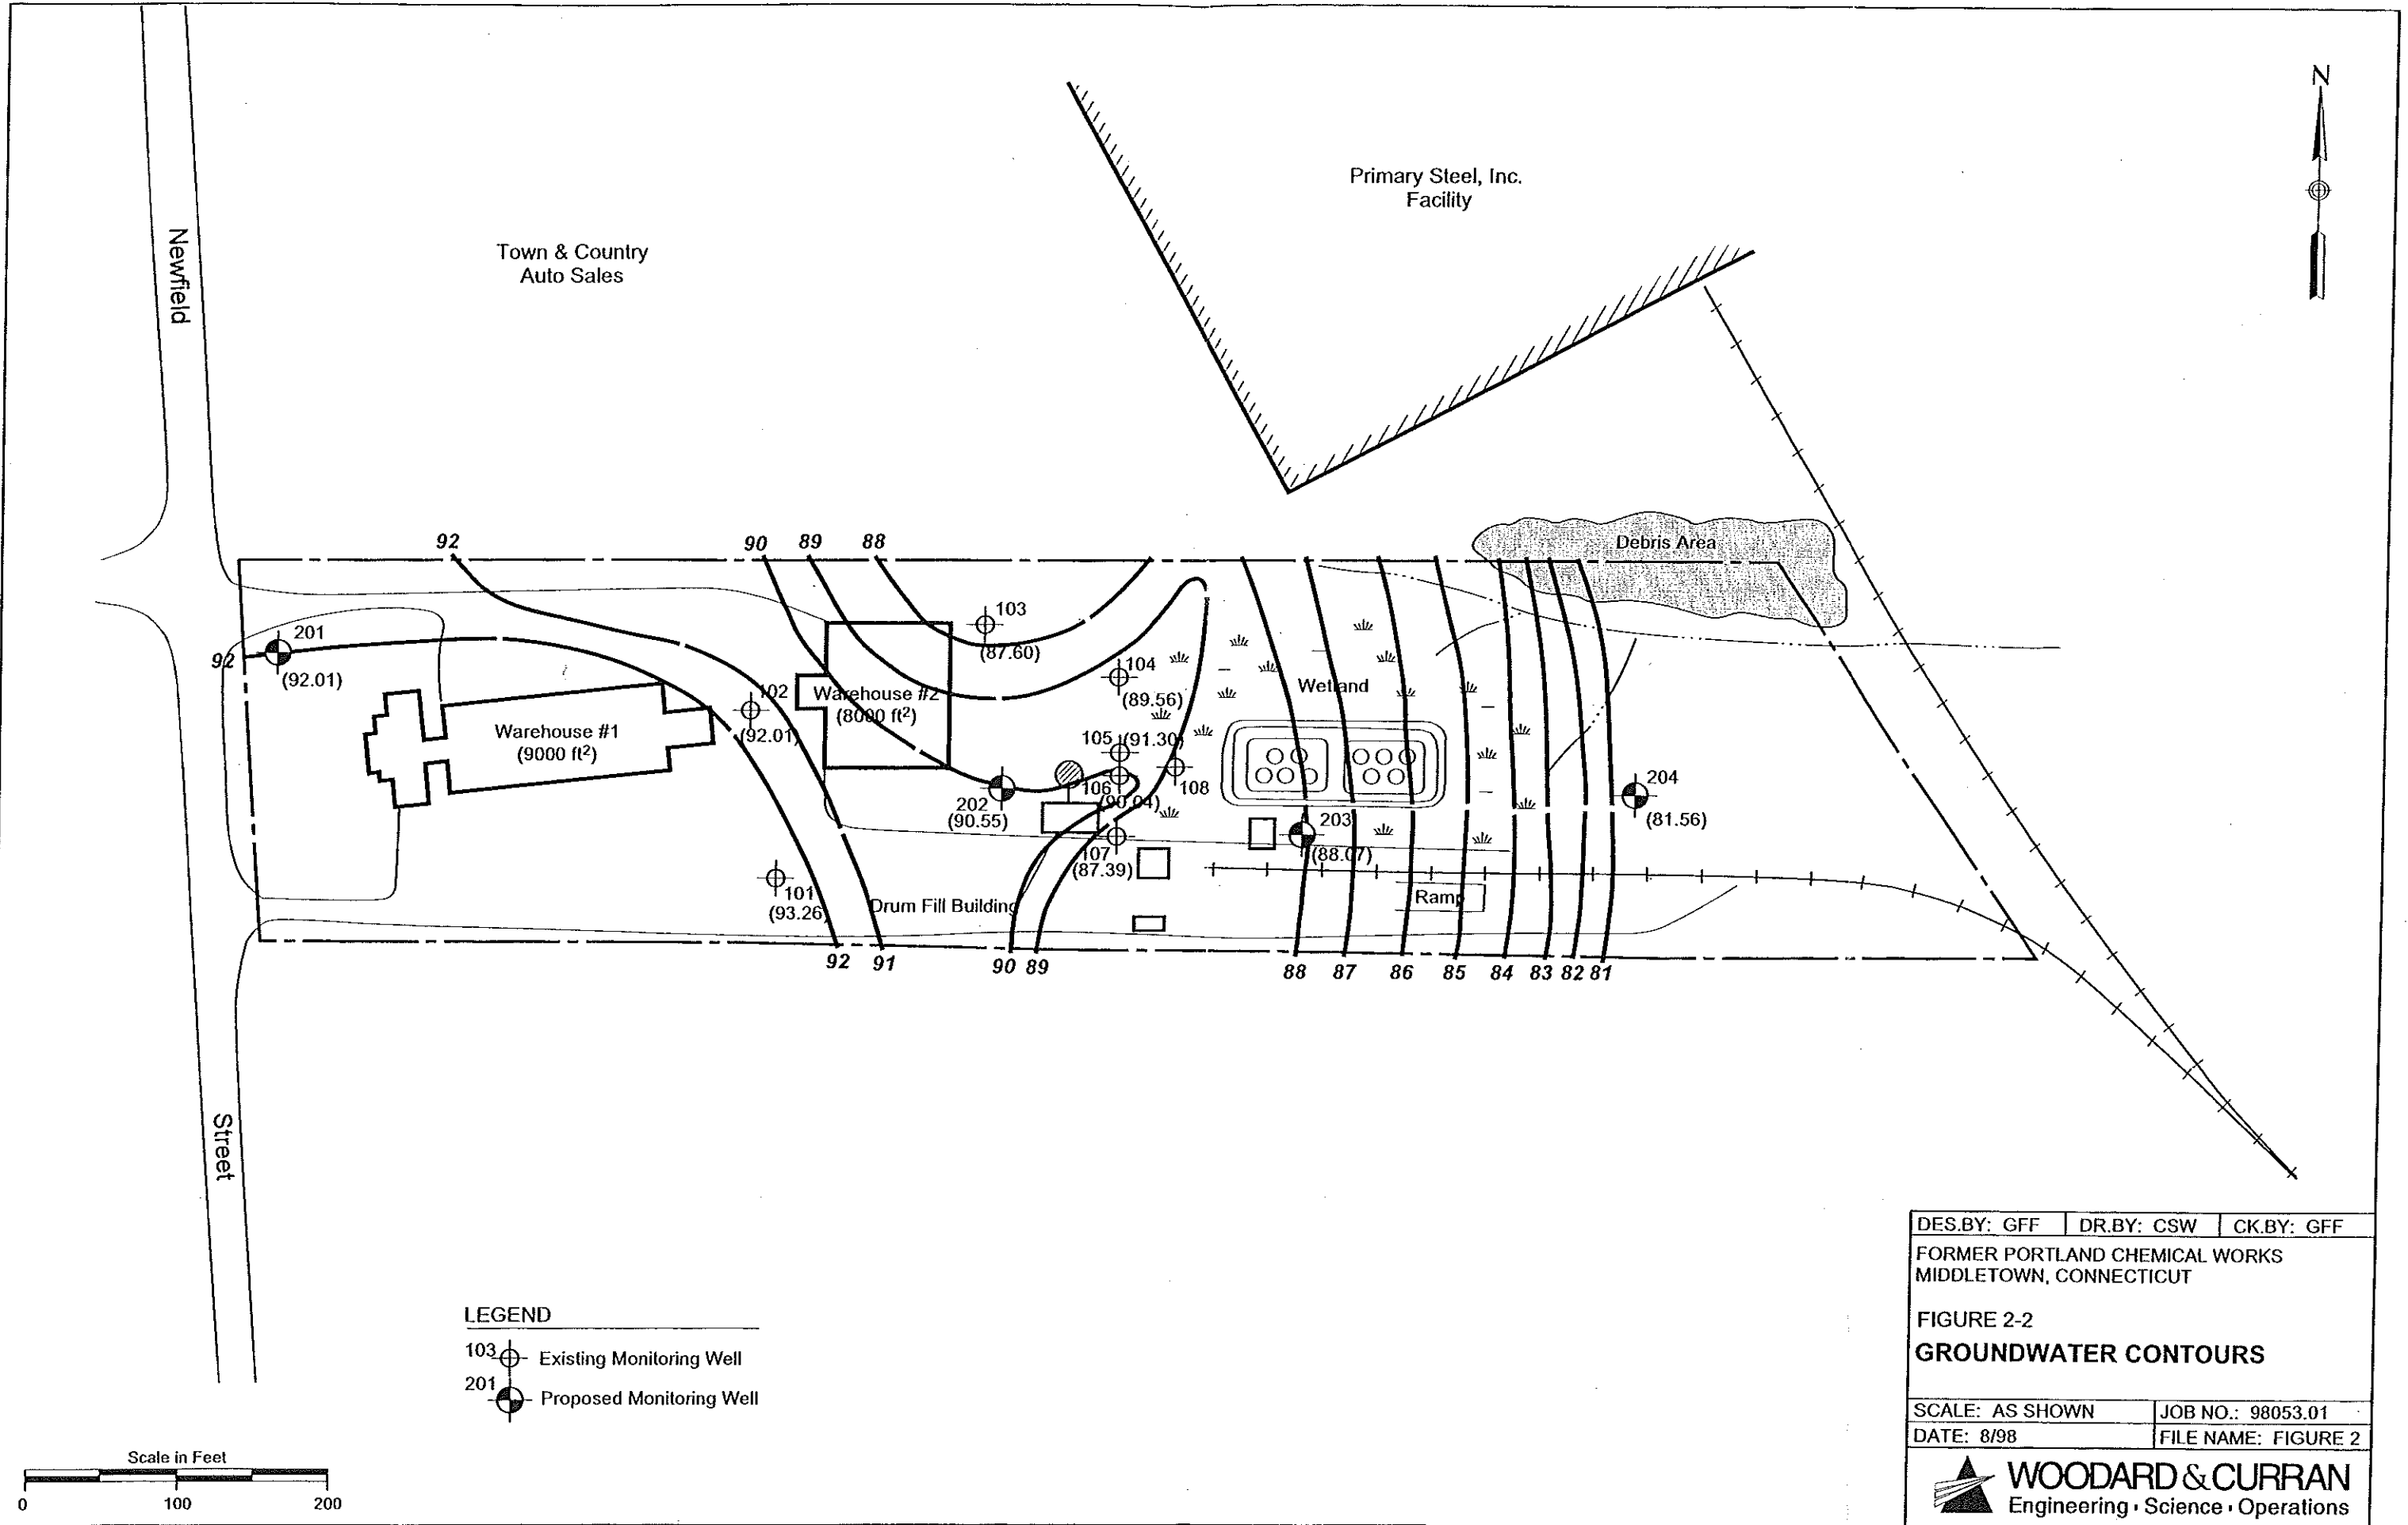 N
Primary Steel, Inc.
Facility
Town & Country
Auto Sales
Newfield
Street
Debris Area
92
90
89
88
103
(87.60)
201
92
(92.01)
104
(89.56)
Wetland
102
(92.01)
Warehouse #2
(8000 ft²)
Warehouse #1
(9000 ft²)
105
(91.30)
106
(90.04)
108
202
(90.55)
204
(81.56)
203
(88.07)
107
(87.39)
101
(93.26)
Drum Fill Building
Ramp
92
91
90
89
88
87
86
85
84
83
82
81
LEGEND
103
Existing Monitoring Well
201
Proposed Monitoring Well
Scale in Feet
0
100
200
DES.BY: GFF
DR.BY: CSW
CK.BY: GFF
FORMER PORTLAND CHEMICAL WORKS
MIDDLETOWN, CONNECTICUT
FIGURE 2-2
GROUNDWATER CONTOURS
SCALE: AS SHOWN
JOB NO.: 98053.01
DATE: 8/98
FILE NAME: FIGURE 2
WOODARD & CURRAN
Engineering · Science · Operations